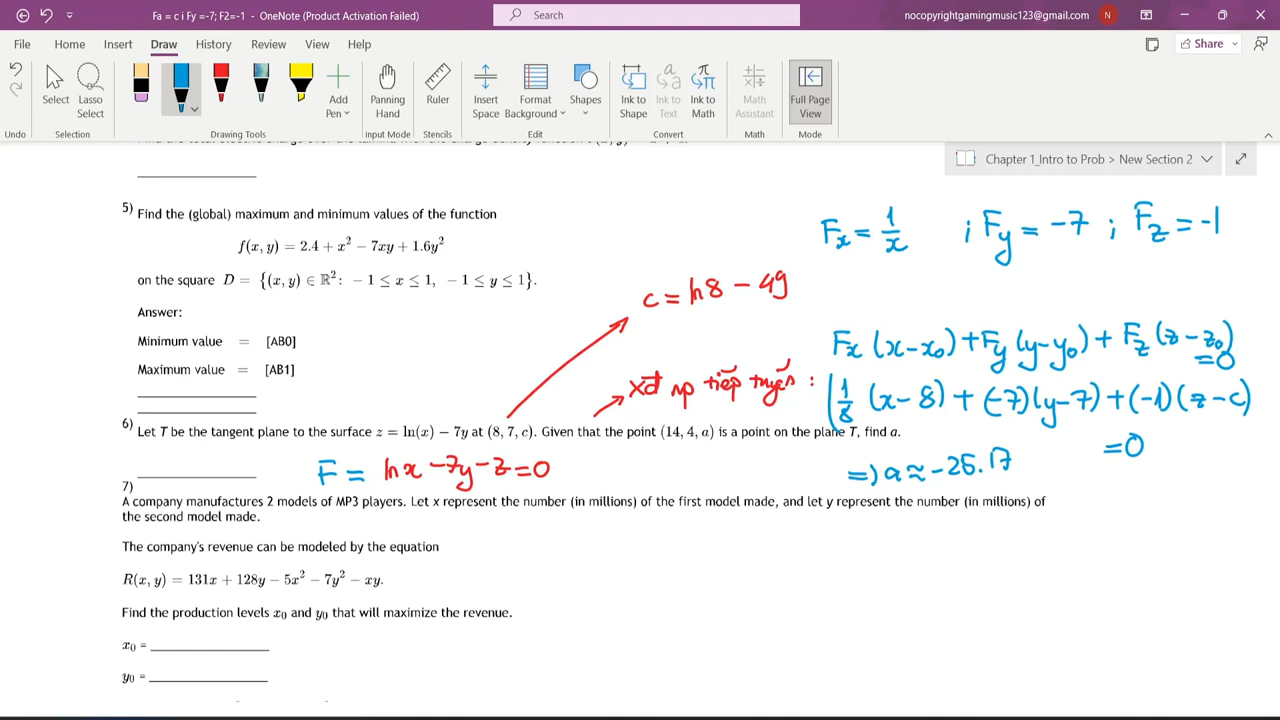 Fa = c i Fy =-7; F2=-1 - OneNote (Product Activation Failed)
Search
nocopyrightgamingmusic123@gmail.com N
File Home Insert Draw History Review View Help
Share
Select Lasso Select Add Pen Panning Hand Ruler Insert Space Format Background Shapes Ink to Shape Ink to Text Ink to Math Math Assistant Full Page View
Undo Selection Drawing Tools Input Mode Stencils Edit Convert Math Mode
Chapter 1_Intro to Prob > New Section 2
5) Find the (global) maximum and minimum values of the function
f(x, y) = 2.4 + x² − 7xy + 1.6y²
on the square D = {(x, y) ∈ ℝ² : − 1 ≤ x ≤ 1, − 1 ≤ y ≤ 1}.
Answer:
Minimum value = [AB0]
Maximum value = [AB1]
Fx = 1/x ; Fy = -7 ; Fz = -1
c = ln8 - 49
Fx (x-x₀) + Fy (y-y₀) + Fz (z-z₀) = 0
xđ mp tiếp tuyến :
(1/8 (x-8) + (-7)(y-7) + (-1)(z-c) = 0
6) Let T be the tangent plane to the surface z = ln(x) − 7y at (8, 7, c). Given that the point (14, 4, a) is a point on the plane T, find a.
F = lnx - 7y - z = 0
=> a ≈ -25.17
7)
A company manufactures 2 models of MP3 players. Let x represent the number (in millions) of the first model made, and let y represent the number (in millions) of
the second model made.
The company's revenue can be modeled by the equation
R(x, y) = 131x + 128y − 5x² − 7y² − xy.
Find the production levels x₀ and y₀ that will maximize the revenue.
x₀ =
y₀ =